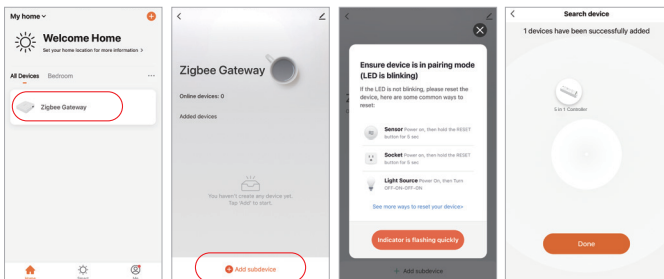 My home
Welcome Home
Set your home location for more information >
All Devices Bedroom ...
Zigbee Gateway
Home
Smart
Me
Zigbee Gateway
Online devices: 0
Added devices
You haven't create any device yet.
Tap 'Add' to start.
Add subdevice
Ensure device is in pairing mode
(LED is blinking)
If the LED is not blinking, please reset the
device, here are some common ways to
reset:
Sensor Power on, then hold the RESET
button for 5 sec
Socket Power on, then hold the RESET
button for 5 sec
Light Source Power On, then Turn
OFF-ON-OFF-ON
See more ways to reset your device>
Indicator is flashing quickly
+ Add subdevice
Search device
1 devices have been successfully added
5 in 1 Controller
Done